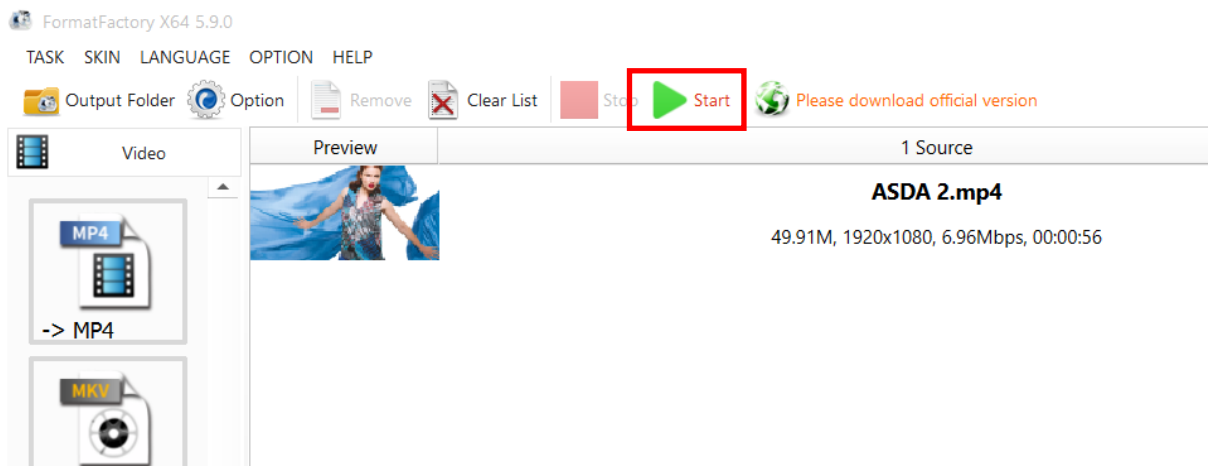 FormatFactory X64 5.9.0
TASK SKIN LANGUAGE OPTION HELP
Output Folder Option Remove Clear List Stop Start Please download official version
Video Preview 1 Source
ASDA 2.mp4
49.91M, 1920x1080, 6.96Mbps, 00:00:56
MP4
-> MP4
MKV